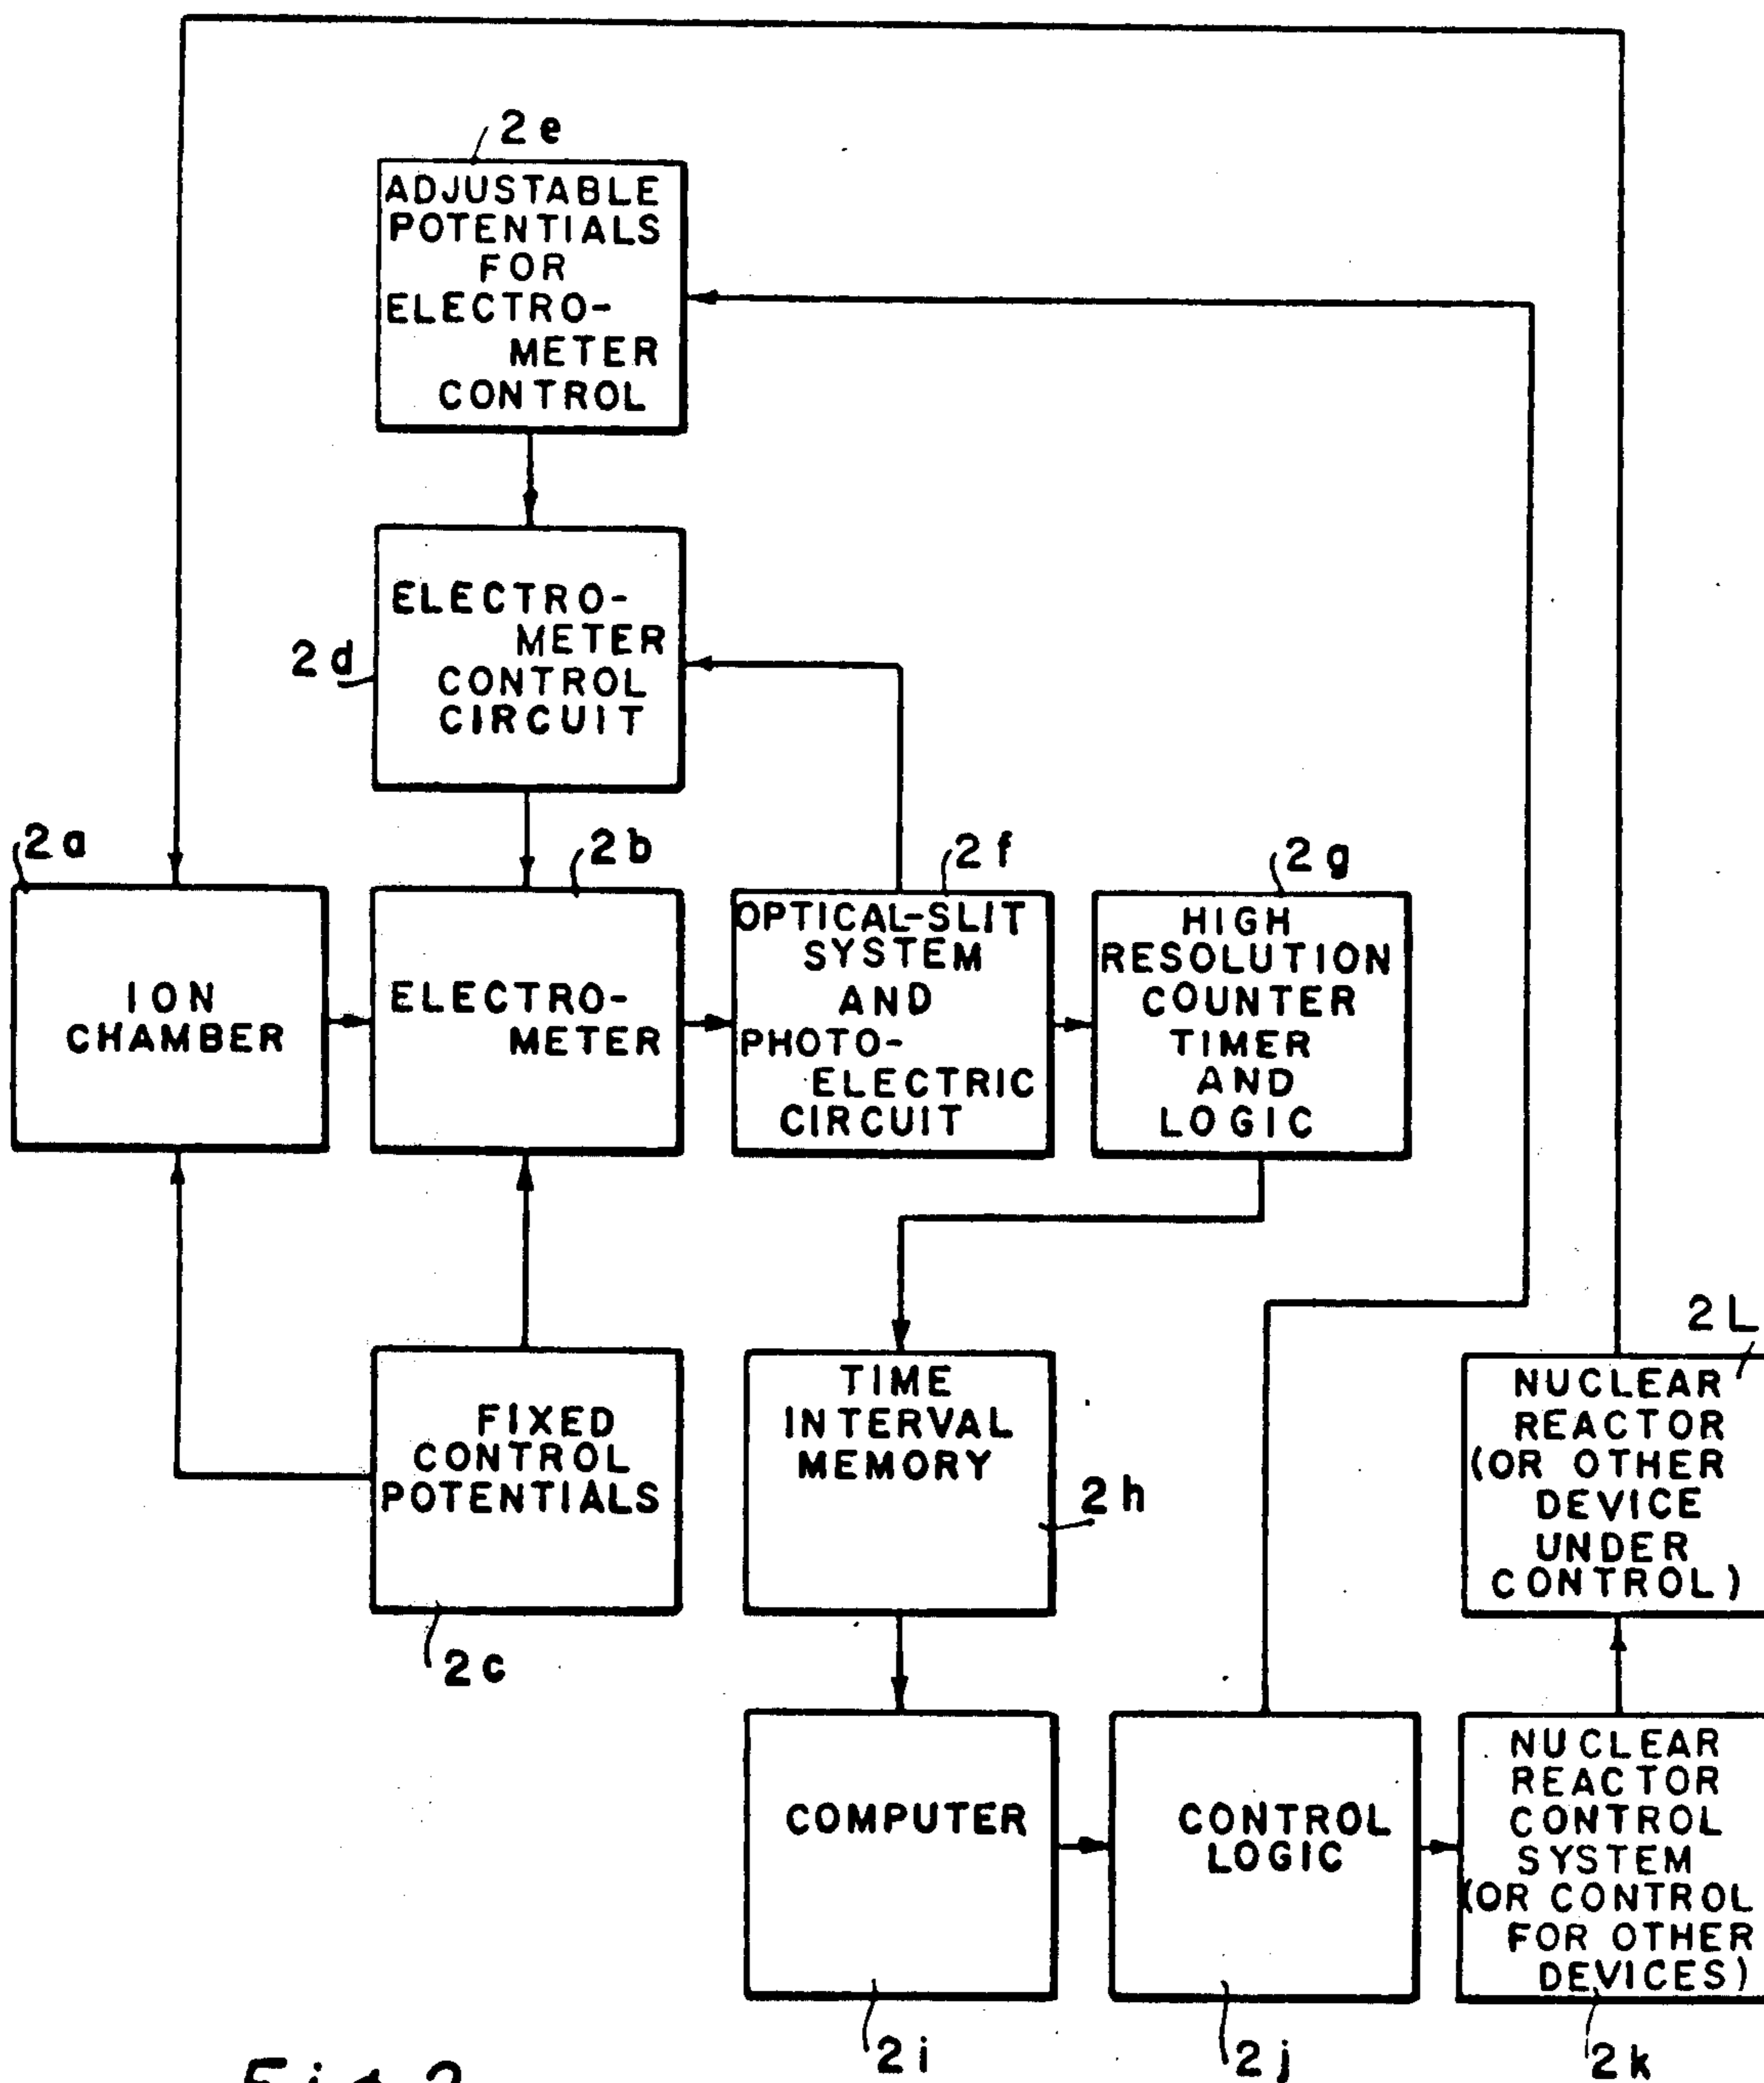 2e
ADJUSTABLE
POTENTIALS
FOR
ELECTRO-
METER
CONTROL
2d
ELECTRO-
METER
CONTROL
CIRCUIT
2a
ION
CHAMBER
2b
ELECTRO-
METER
2f
OPTICAL-SLIT
SYSTEM
AND
PHOTO-
ELECTRIC
CIRCUIT
2g
HIGH
RESOLUTION
COUNTER
TIMER
AND
LOGIC
FIXED
CONTROL
POTENTIALS
2c
TIME
INTERVAL
MEMORY
2h
2L
NUCLEAR
REACTOR
(OR OTHER
DEVICE
UNDER
CONTROL)
COMPUTER
2i
CONTROL
LOGIC
2j
NUCLEAR
REACTOR
CONTROL
SYSTEM
(OR CONTROL
FOR OTHER
DEVICES)
2k
Fig 2